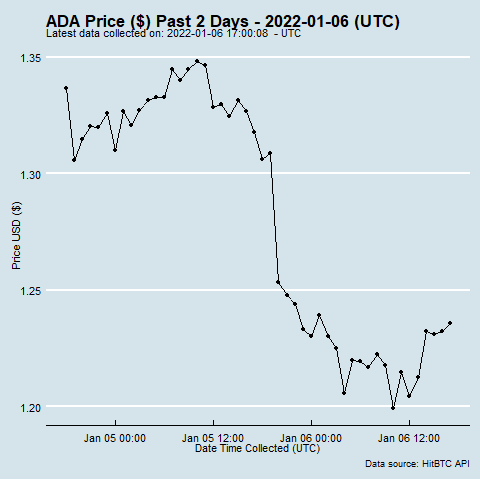 ADA Price ($) Past 2 Days - 2022-01-06 (UTC)
Latest data collected on: 2022-01-06 17:00:08 - UTC
1.35
1.30
1.25
1.20
Price USD ($)
Jan 05 00:00 Jan 05 12:00 Jan 06 00:00 Jan 06 12:00
Date Time Collected (UTC)
Data source: HitBTC API